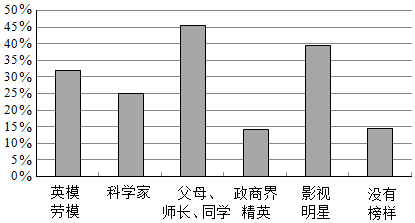 50%
45%
40%
35%
30%
25%
20%
15%
10%
5%
0%
英模
劳模
科学家
父母、
师长、同学
政商界
精英
影视
明星
没有
榜样